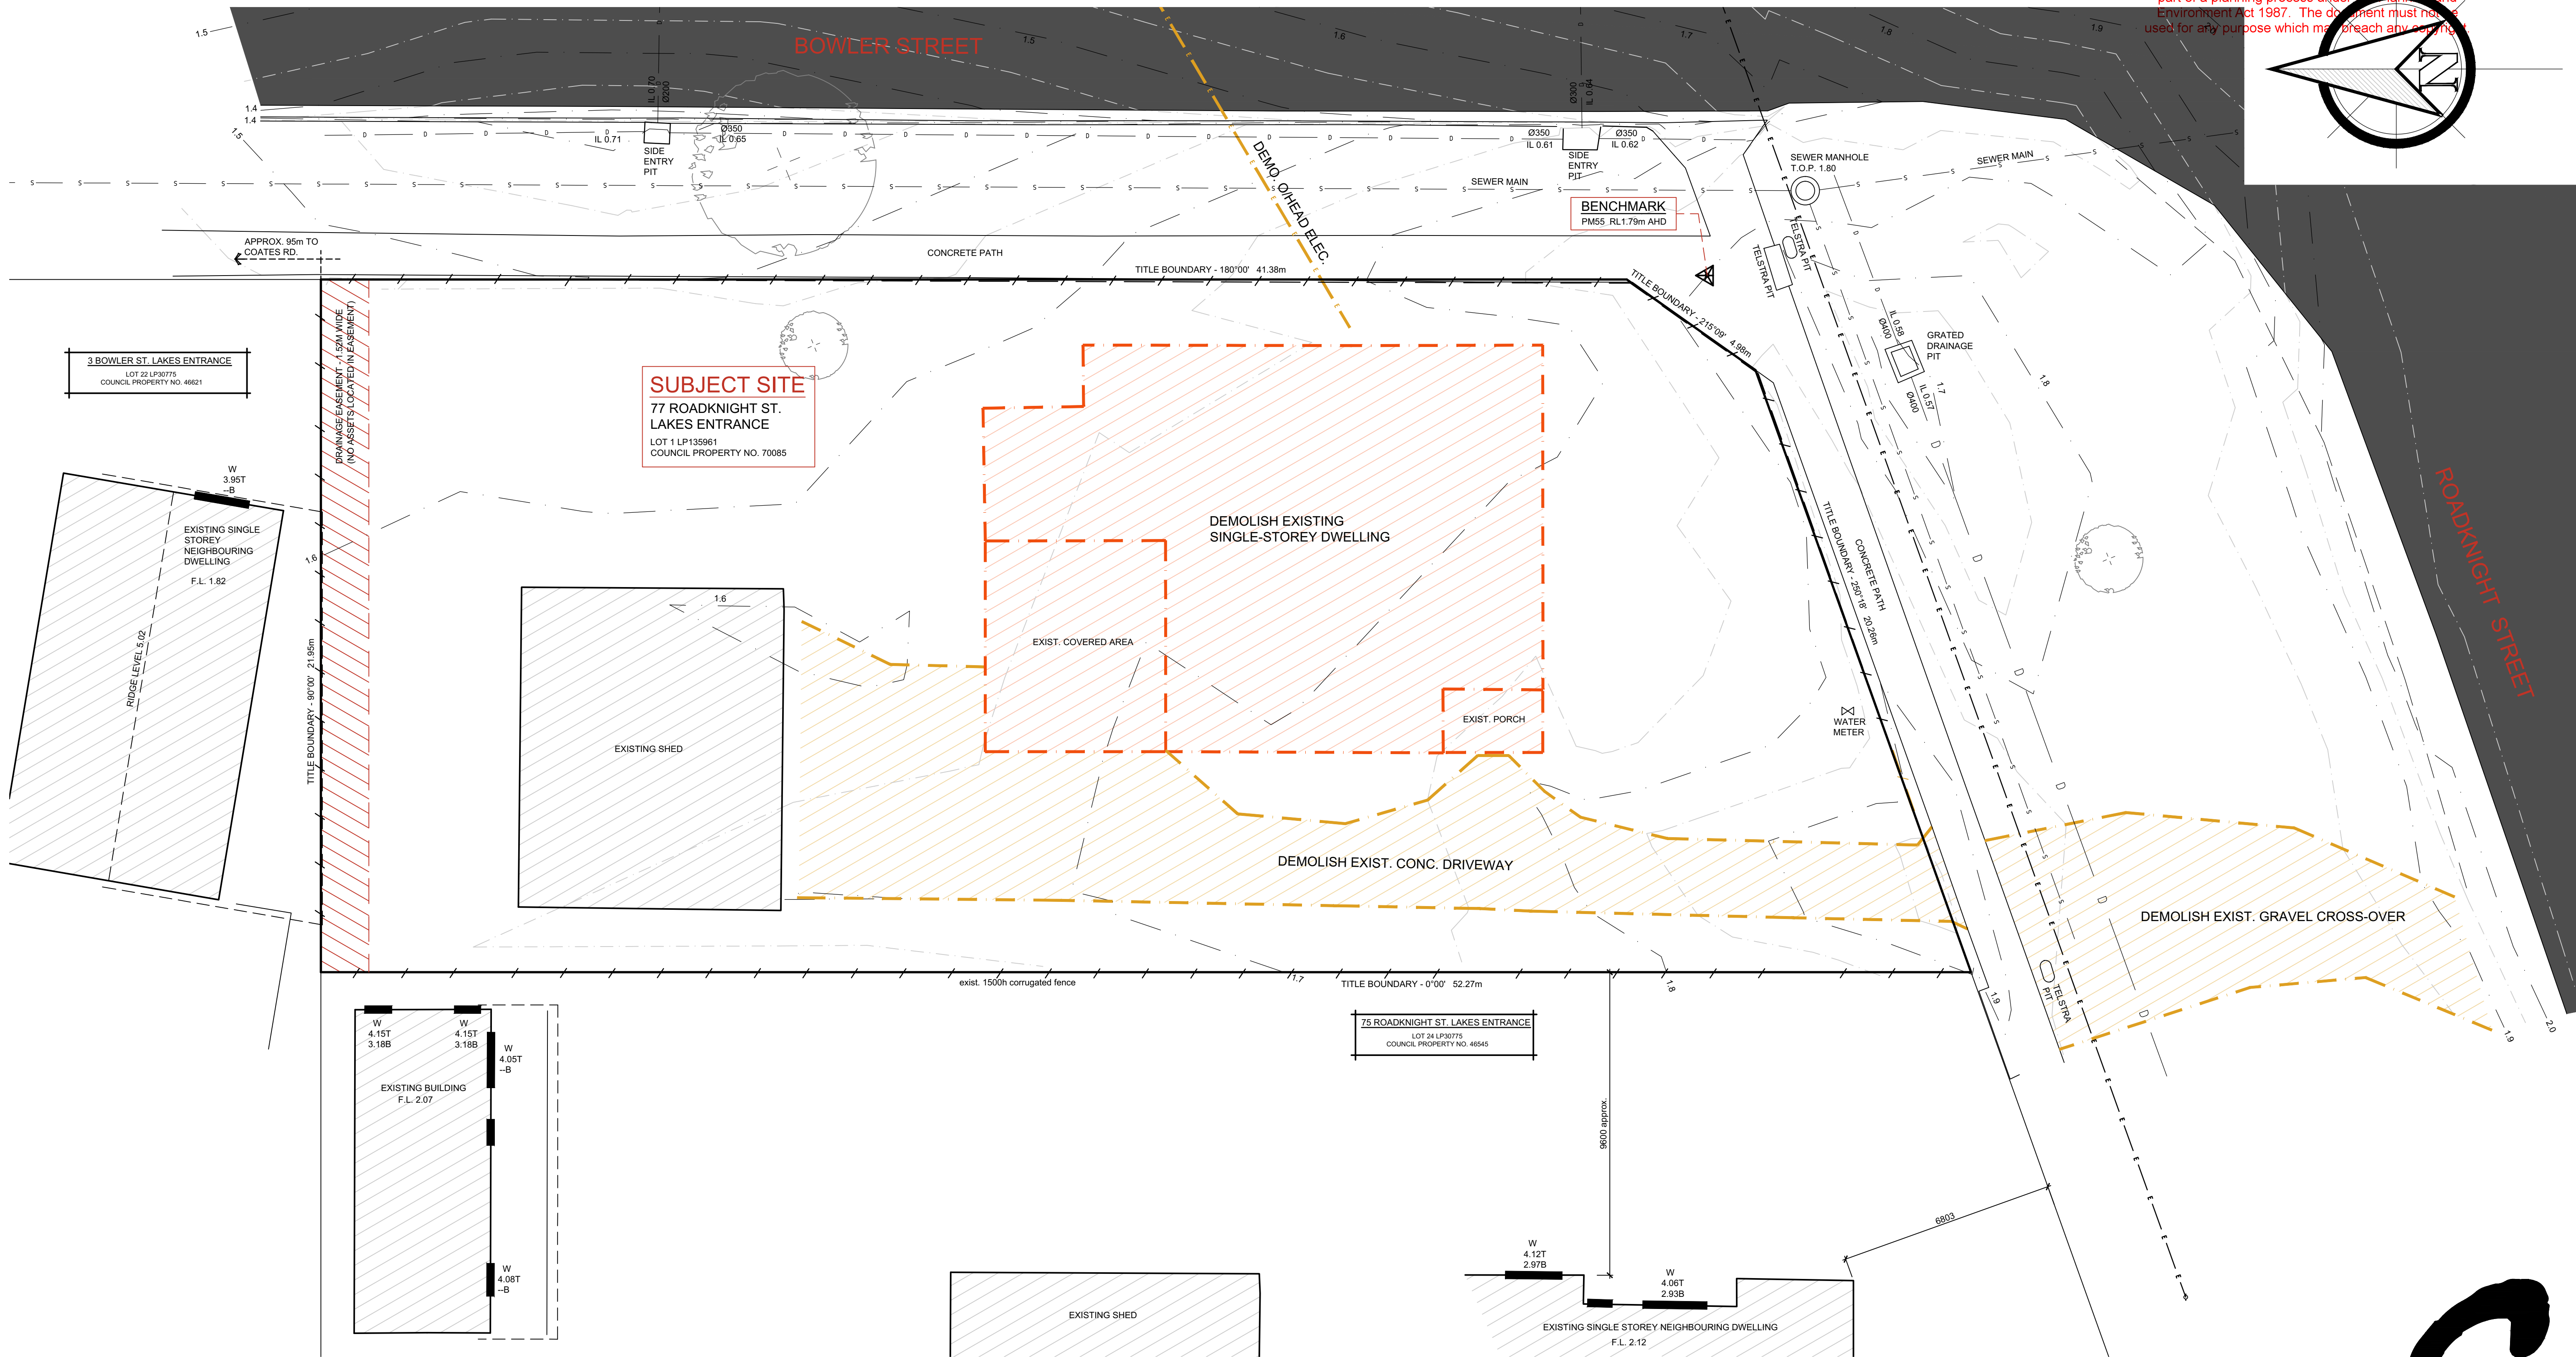 part of a planning process under
Environment Act 1987. The document must not be
used for any purpose which may breach any copyright.
N
BOWLER STREET
1.5
1.5
1.6
1.7
1.8
1.9
1.4
1.4
1.5
IL 0.70
Ø200
IL 0.71
SIDE
ENTRY
PIT
Ø350
IL 0.65
DEMO. O/HEAD ELEC.
Ø300
IL 0.64
Ø350
IL 0.61
Ø350
IL 0.62
SIDE
ENTRY
PIT
SEWER MAIN
SEWER MANHOLE
T.O.P. 1.80
SEWER MAIN
BENCHMARK
PM55 RL1.79m AHD
TELSTRA PIT
TELSTRA PIT
APPROX. 95m TO
COATES RD.
CONCRETE PATH
TITLE BOUNDARY - 180°00' 41.38m
TITLE BOUNDARY - 215°09' 4.98m
DRAINAGE EASEMENT - 1.52M WIDE
(NO ASSETS LOCATED IN EASEMENT)
3 BOWLER ST. LAKES ENTRANCE
LOT 22 LP30775
COUNCIL PROPERTY NO. 46621
SUBJECT SITE
77 ROADKNIGHT ST.
LAKES ENTRANCE
LOT 1 LP135961
COUNCIL PROPERTY NO. 70085
IL 0.58
Ø400
GRATED
DRAINAGE
PIT
IL 0.57
Ø400
1.7
1.8
W
3.95T
--B
EXISTING SINGLE
STOREY
NEIGHBOURING
DWELLING
F.L. 1.82
RIDGE LEVEL 5.02
1.6
TITLE BOUNDARY - 90°00' 21.95m
1.6
EXISTING SHED
DEMOLISH EXISTING
SINGLE-STOREY DWELLING
EXIST. COVERED AREA
EXIST. PORCH
CONCRETE PATH
TITLE BOUNDARY - 250°18' 20.26m
WATER
METER
ROADKNIGHT STREET
DEMOLISH EXIST. CONC. DRIVEWAY
DEMOLISH EXIST. GRAVEL CROSS-OVER
TELSTRA
PIT
exist. 1500h corrugated fence
1.7
TITLE BOUNDARY - 0°00' 52.27m
1.8
1.9
1.9
2.0
75 ROADKNIGHT ST. LAKES ENTRANCE
LOT 24 LP30775
COUNCIL PROPERTY NO. 46545
W
4.15T
3.18B
W
4.15T
3.18B
W
4.05T
--B
EXISTING BUILDING
F.L. 2.07
W
4.08T
--B
9600 approx.
6803
EXISTING SHED
W
4.12T
2.97B
W
4.06T
2.93B
EXISTING SINGLE STOREY NEIGHBOURING DWELLING
F.L. 2.12